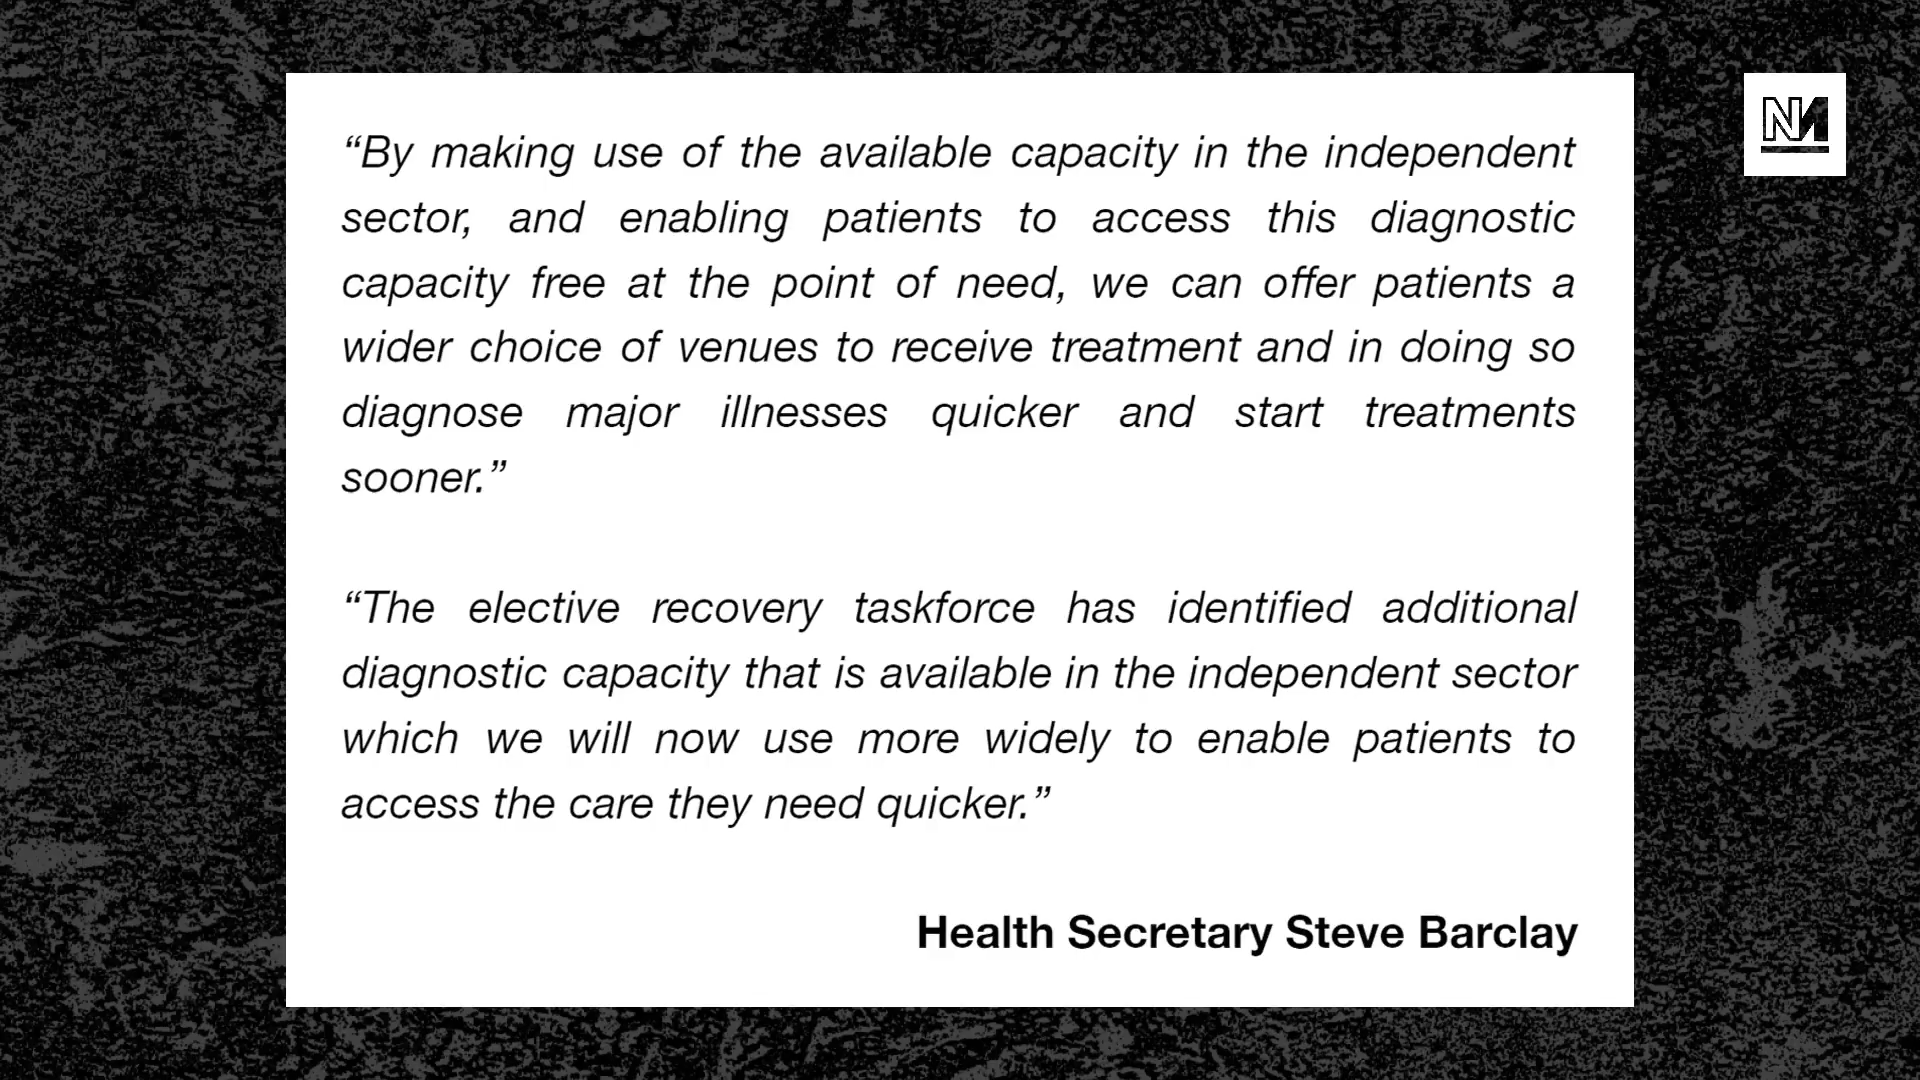 “By making use of the available capacity in the independent
sector, and enabling patients to access this diagnostic
capacity free at the point of need, we can offer patients a
wider choice of venues to receive treatment and in doing so
diagnose major illnesses quicker and start treatments
sooner.”
“The elective recovery taskforce has identified additional
diagnostic capacity that is available in the independent sector
which we will now use more widely to enable patients to
access the care they need quicker.”
Health Secretary Steve Barclay
NM